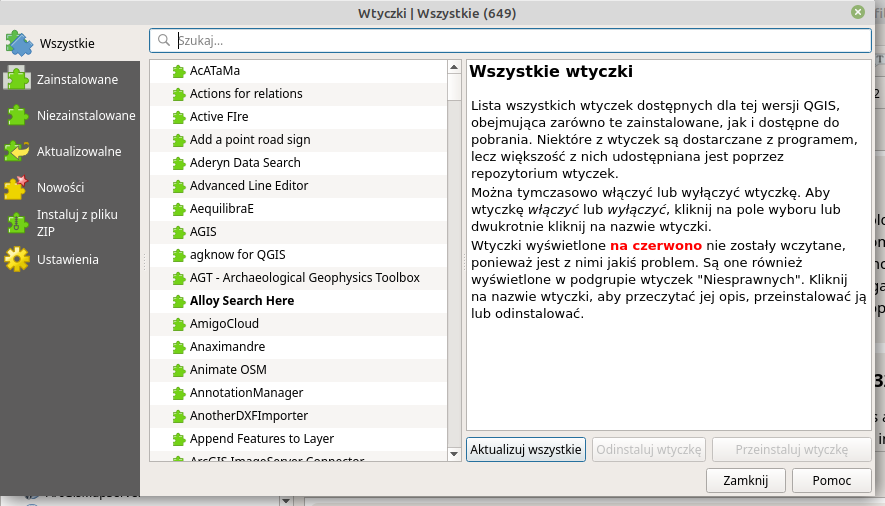 Wtyczki | Wszystkie (649)
Wszystkie
Zainstalowane
Niezainstalowane
Aktualizowalne
Nowości
Instaluj z pliku
ZIP
Ustawienia
Szukaj...
AcATaMa
Actions for relations
Active FIre
Add a point road sign
Aderyn Data Search
Advanced Line Editor
AequilibraE
AGIS
agknow for QGIS
AGT - Archaeological Geophysics Toolbox
Alloy Search Here
AmigoCloud
Anaximandre
Animate OSM
AnnotationManager
AnotherDXFImporter
Append Features to Layer
ArcGIS ImageServer Connector
Wszystkie wtyczki
Lista wszystkich wtyczek dostępnych dla tej wersji QGIS,
obejmująca zarówno te zainstalowane, jak i dostępne do
pobrania. Niektóre z wtyczek są dostarczane z programem,
lecz większość z nich udostępniana jest poprzez
repozytorium wtyczek.
Można tymczasowo włączyć lub wyłączyć wtyczkę. Aby
wtyczkę włączyć lub wyłączyć, kliknij na pole wyboru lub
dwukrotnie kliknij na nazwie wtyczki.
Wtyczki wyświetlone na czerwono nie zostały wczytane,
ponieważ jest z nimi jakiś problem. Są one również
wyświetlone w podgrupie wtyczek "Niesprawnych". Kliknij
na nazwie wtyczki, aby przeczytać jej opis, przeinstalować ją
lub odinstalować.
Aktualizuj wszystkie
Odinstaluj wtyczkę
Przeinstaluj wtyczkę
Zamknij
Pomoc